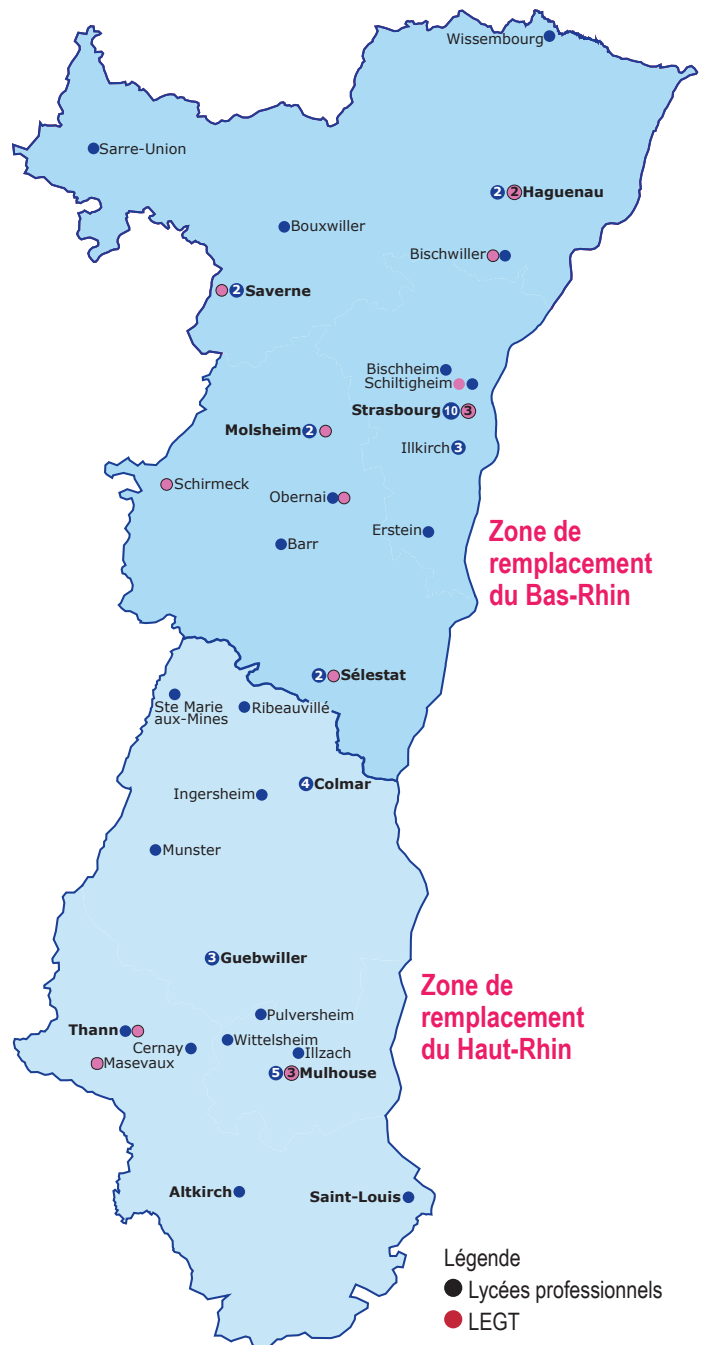 Wissembourg
Sarre-Union
2 2 Haguenau
Bouxwiller
Bischwiller
2 Saverne
Bischheim
Schiltigheim
Strasbourg 10 3
Molsheim 2
Illkirch 3
Schirmeck
Obernai
Erstein
Barr
Zone de
remplacement
du Bas-Rhin
2 Sélestat
Ste Marie
aux-Mines
Ribeauvillé
4 Colmar
Ingersheim
Munster
3 Guebwiller
Zone de
remplacement
du Haut-Rhin
Pulversheim
Thann
Wittelsheim
Cernay
Illzach
Masevaux
5 3 Mulhouse
Altkirch
Saint-Louis
Légende
Lycées professionnels
LEGT